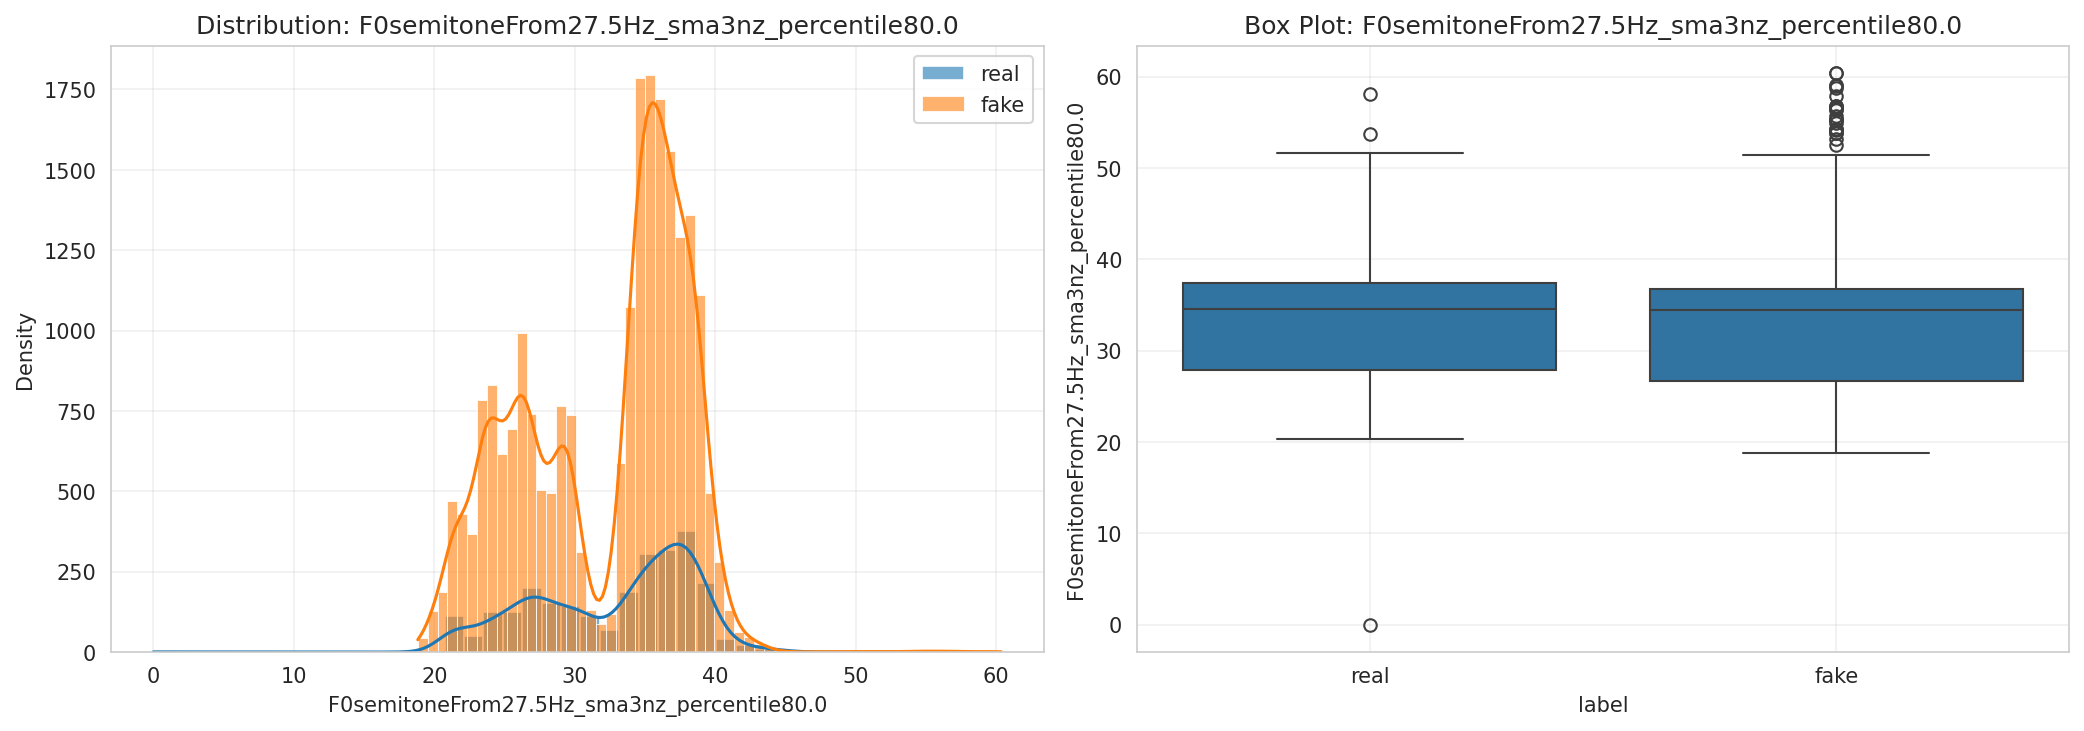 Distribution: F0semitoneFrom27.5Hz_sma3nz_percentile80.0
Density
1750
1500
1250
1000
750
500
250
0
0 10 20 30 40 50 60
F0semitoneFrom27.5Hz_sma3nz_percentile80.0
real
fake
Box Plot: F0semitoneFrom27.5Hz_sma3nz_percentile80.0
F0semitoneFrom27.5Hz_sma3nz_percentile80.0
60
50
40
30
20
10
0
real fake
label